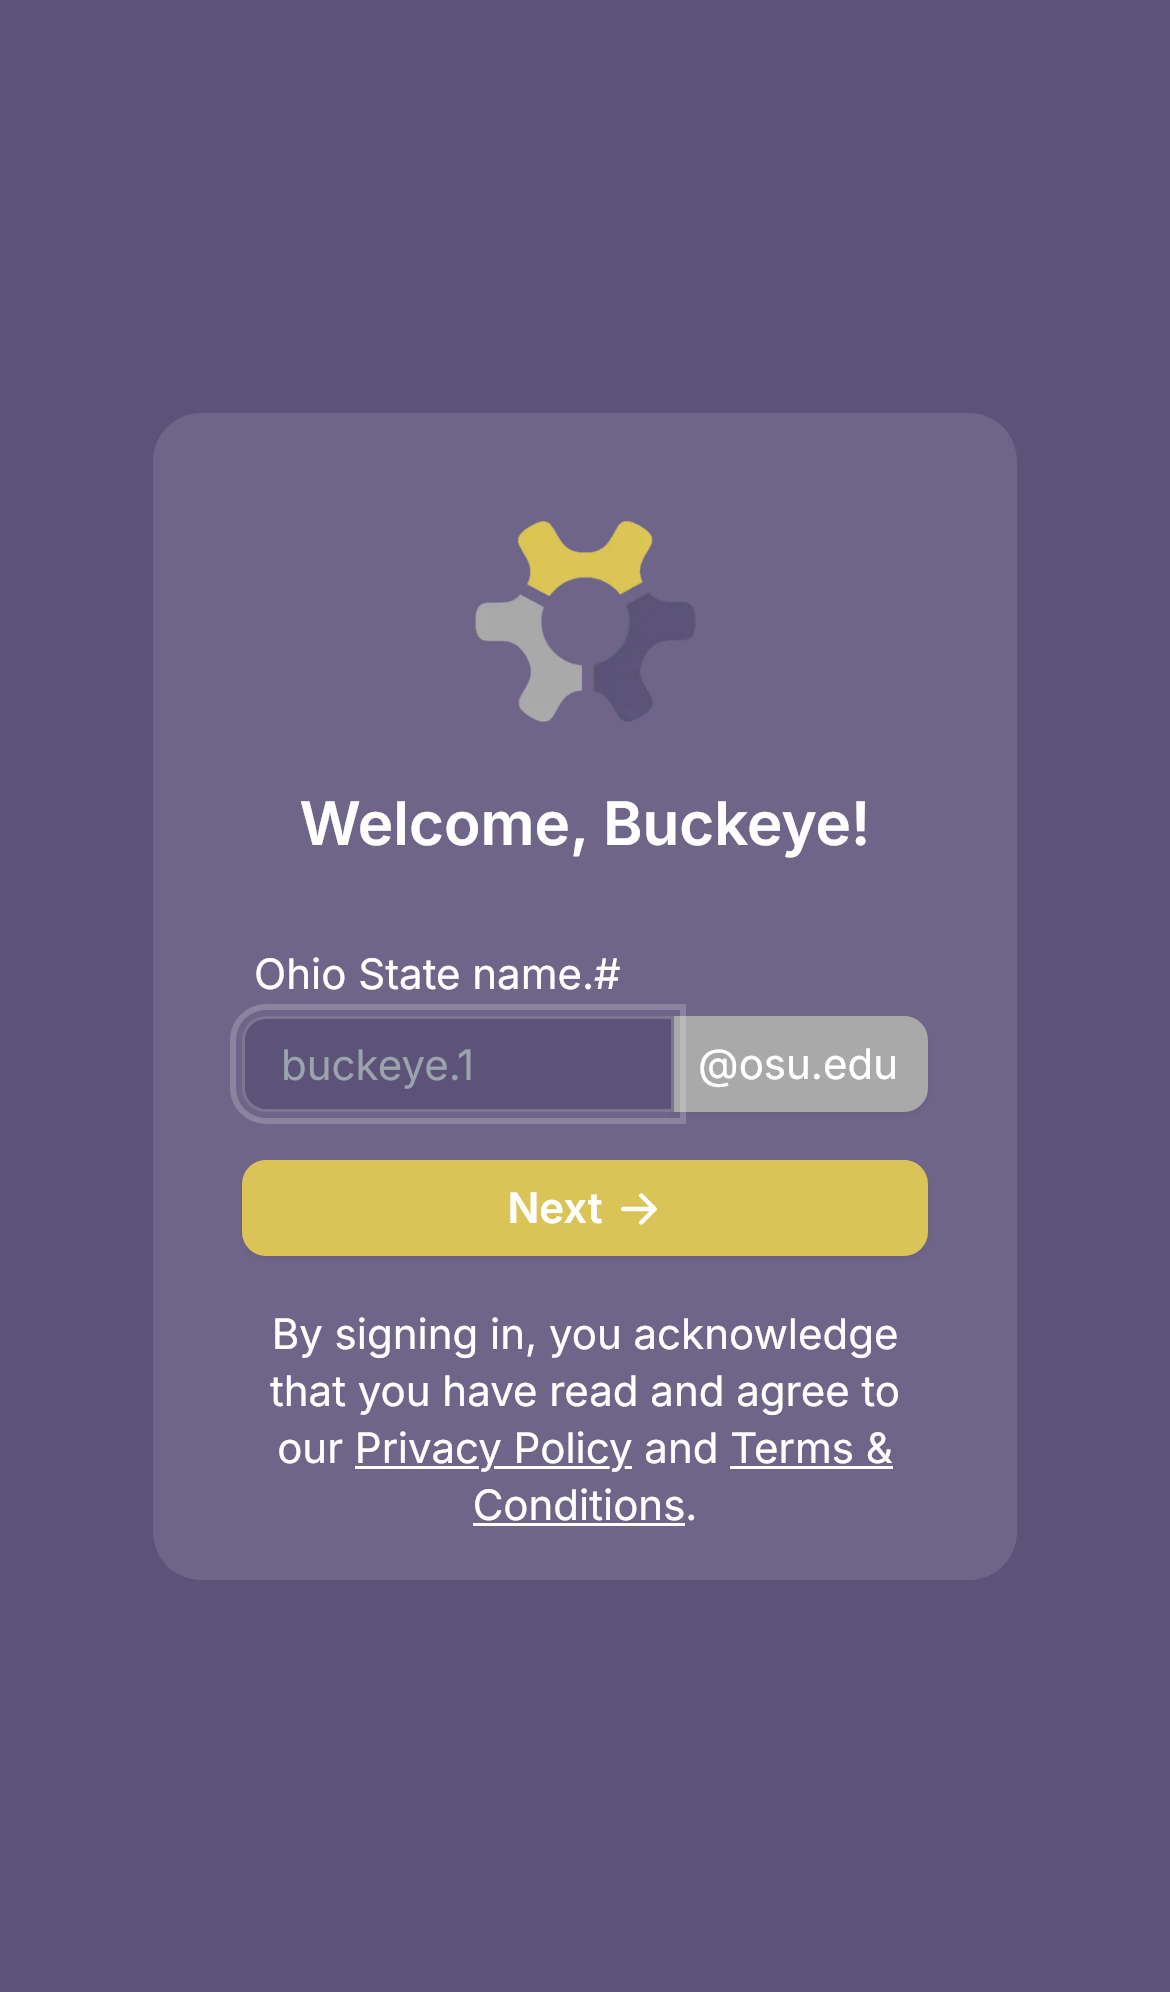 Welcome, Buckeye!
Ohio State name.#
buckeye.1 @osu.edu
Next →
By signing in, you acknowledge
that you have read and agree to
our Privacy Policy and Terms &
Conditions.